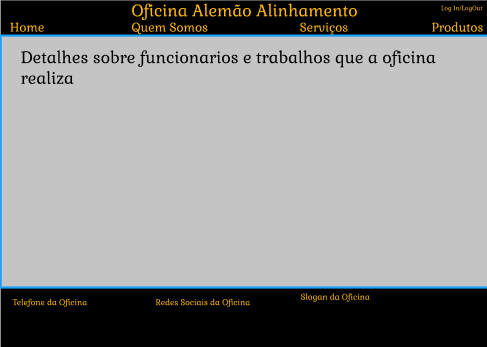 Oficina Alemão Alinhamento
Log In/LogOut
Home Quem Somos Serviços Produtos
Detalhes sobre funcionarios e trabalhos que a oficina
realiza
Telefone da Oficina Redes Sociais da Oficina Slogan da Oficina